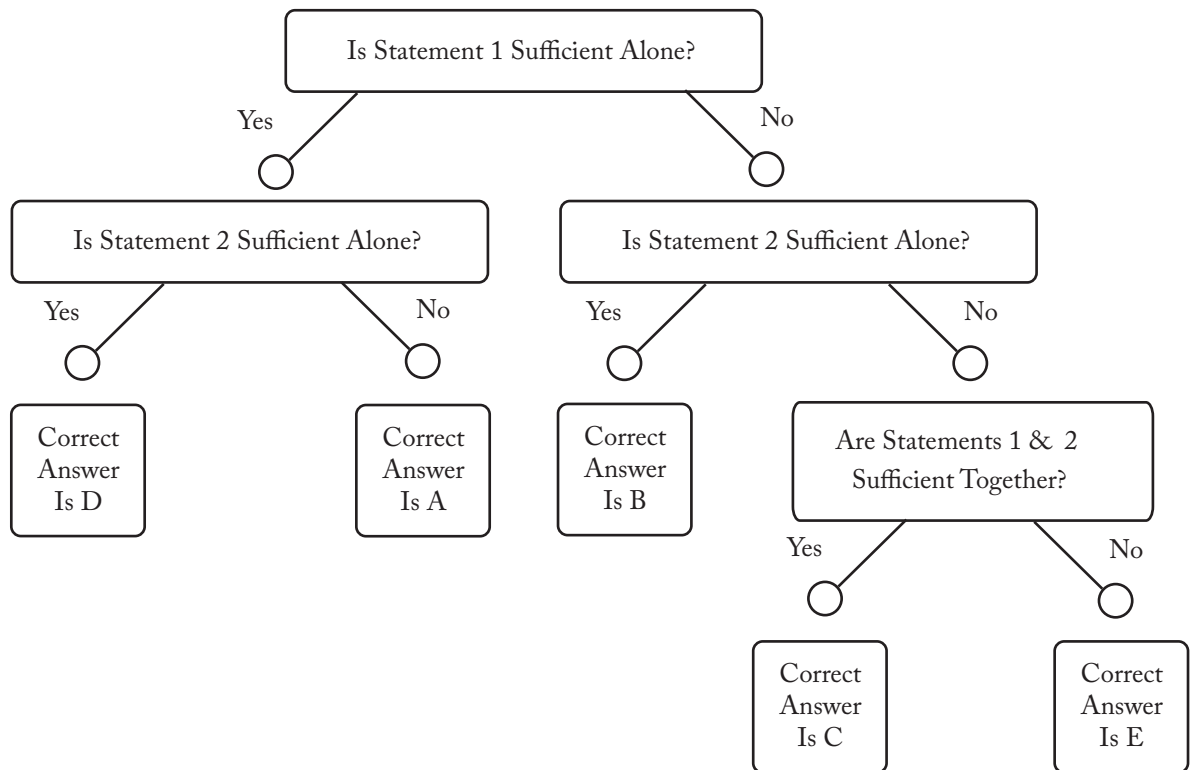 Is Statement 1 Sufficient Alone?
Yes
No
Is Statement 2 Sufficient Alone?
Is Statement 2 Sufficient Alone?
Yes
No
Yes
No
Correct
Answer
Is D
Correct
Answer
Is A
Correct
Answer
Is B
Are Statements 1 & 2
Sufficient Together?
Yes
No
Correct
Answer
Is C
Correct
Answer
Is E